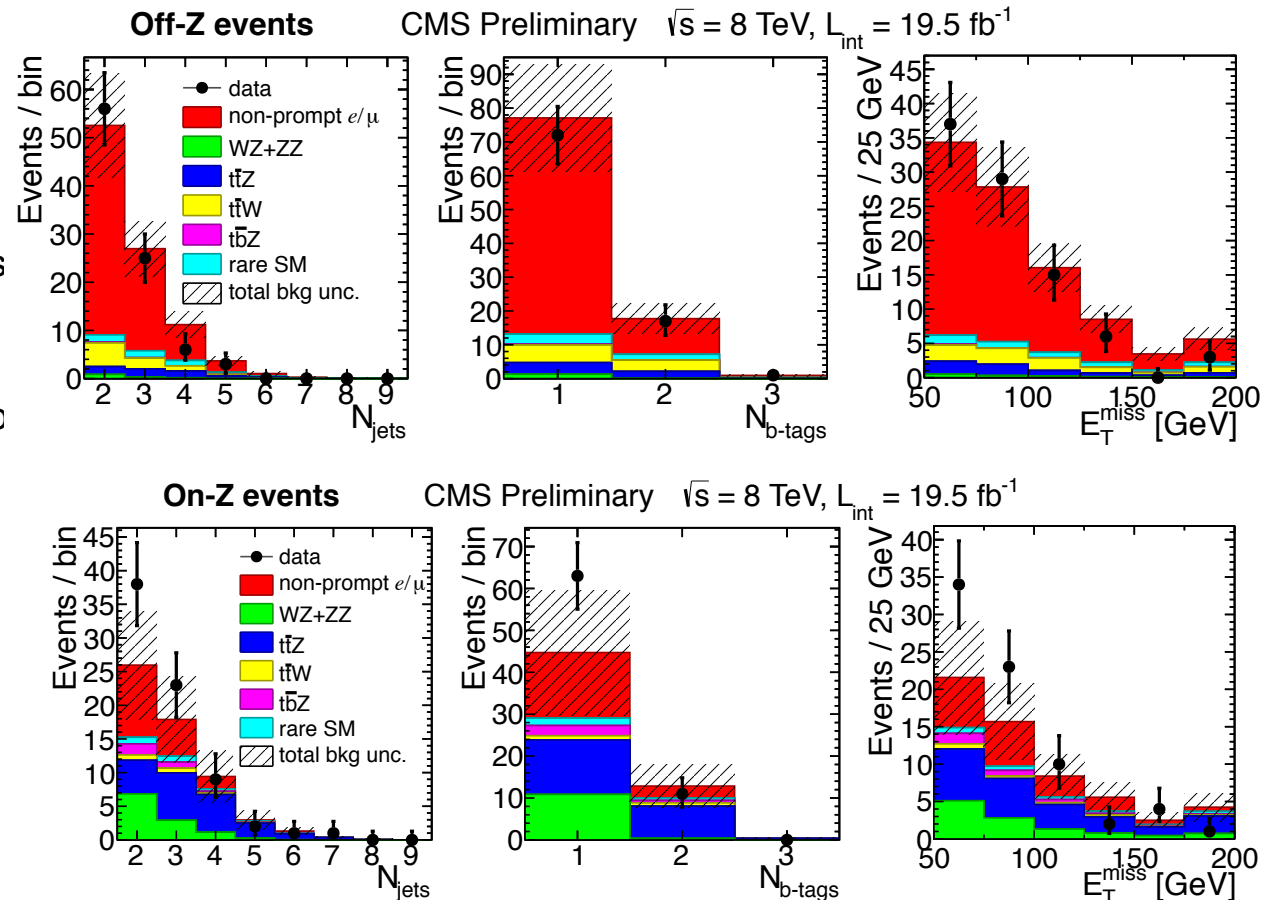 Off-Z events CMS Preliminary √s = 8 TeV, L_int = 19.5 fb⁻¹
Events / bin
60
50
40
30
20
10
0
2 3 4 5 6 7 8 9
N_jets
data
non-prompt e/μ
WZ+ZZ
tt̄Z
tt̄W
tb̄Z
rare SM
total bkg unc.
Events / bin
90
80
70
60
50
40
30
20
10
0
1 2 3
N_b-tags
Events / 25 GeV
45
40
35
30
25
20
15
10
5
0
50 100 150 200
E_T^miss [GeV]
On-Z events CMS Preliminary √s = 8 TeV, L_int = 19.5 fb⁻¹
Events / bin
45
40
35
30
25
20
15
10
5
0
2 3 4 5 6 7 8 9
N_jets
data
non-prompt e/μ
WZ+ZZ
tt̄Z
tt̄W
tb̄Z
rare SM
total bkg unc.
Events / bin
70
60
50
40
30
20
10
0
1 2 3
N_b-tags
Events / 25 GeV
40
35
30
25
20
15
10
5
0
50 100 150 200
E_T^miss [GeV]